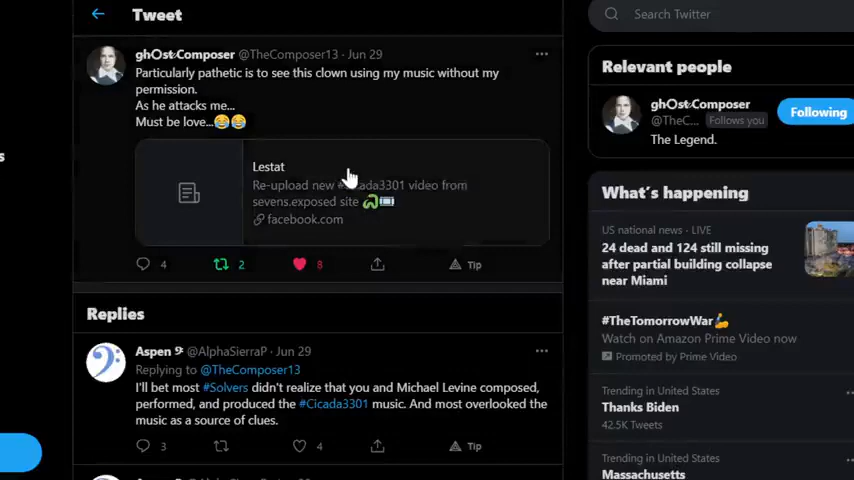 Tweet
Search Twitter
ghOstComposer @TheComposer13 · Jun 29
Particularly pathetic is to see this clown using my music without my
permission.
As he attacks me...
Must be love...😂😂
Lestat
Re-upload new #cicada3301 video from
sevens.exposed site
facebook.com
4
2
8
Tip
Replies
Aspen 𝄢 @AlphaSierraP · Jun 29
Replying to @TheComposer13
I'll bet most #Solvers didn't realize that you and Michael Levine composed,
performed, and produced the #Cicada3301 music. And most overlooked the
music as a source of clues.
3
4
Tip
s
Relevant people
ghOstComposer
@TheC... Follows you
Following
The Legend.
What's happening
US national news · LIVE
24 dead and 124 still missing
after partial building collapse
near Miami
#TheTomorrowWar
Watch on Amazon Prime Video now
Promoted by Prime Video
Trending in United States
Thanks Biden
42.5K Tweets
Trending in United States
Massachusetts